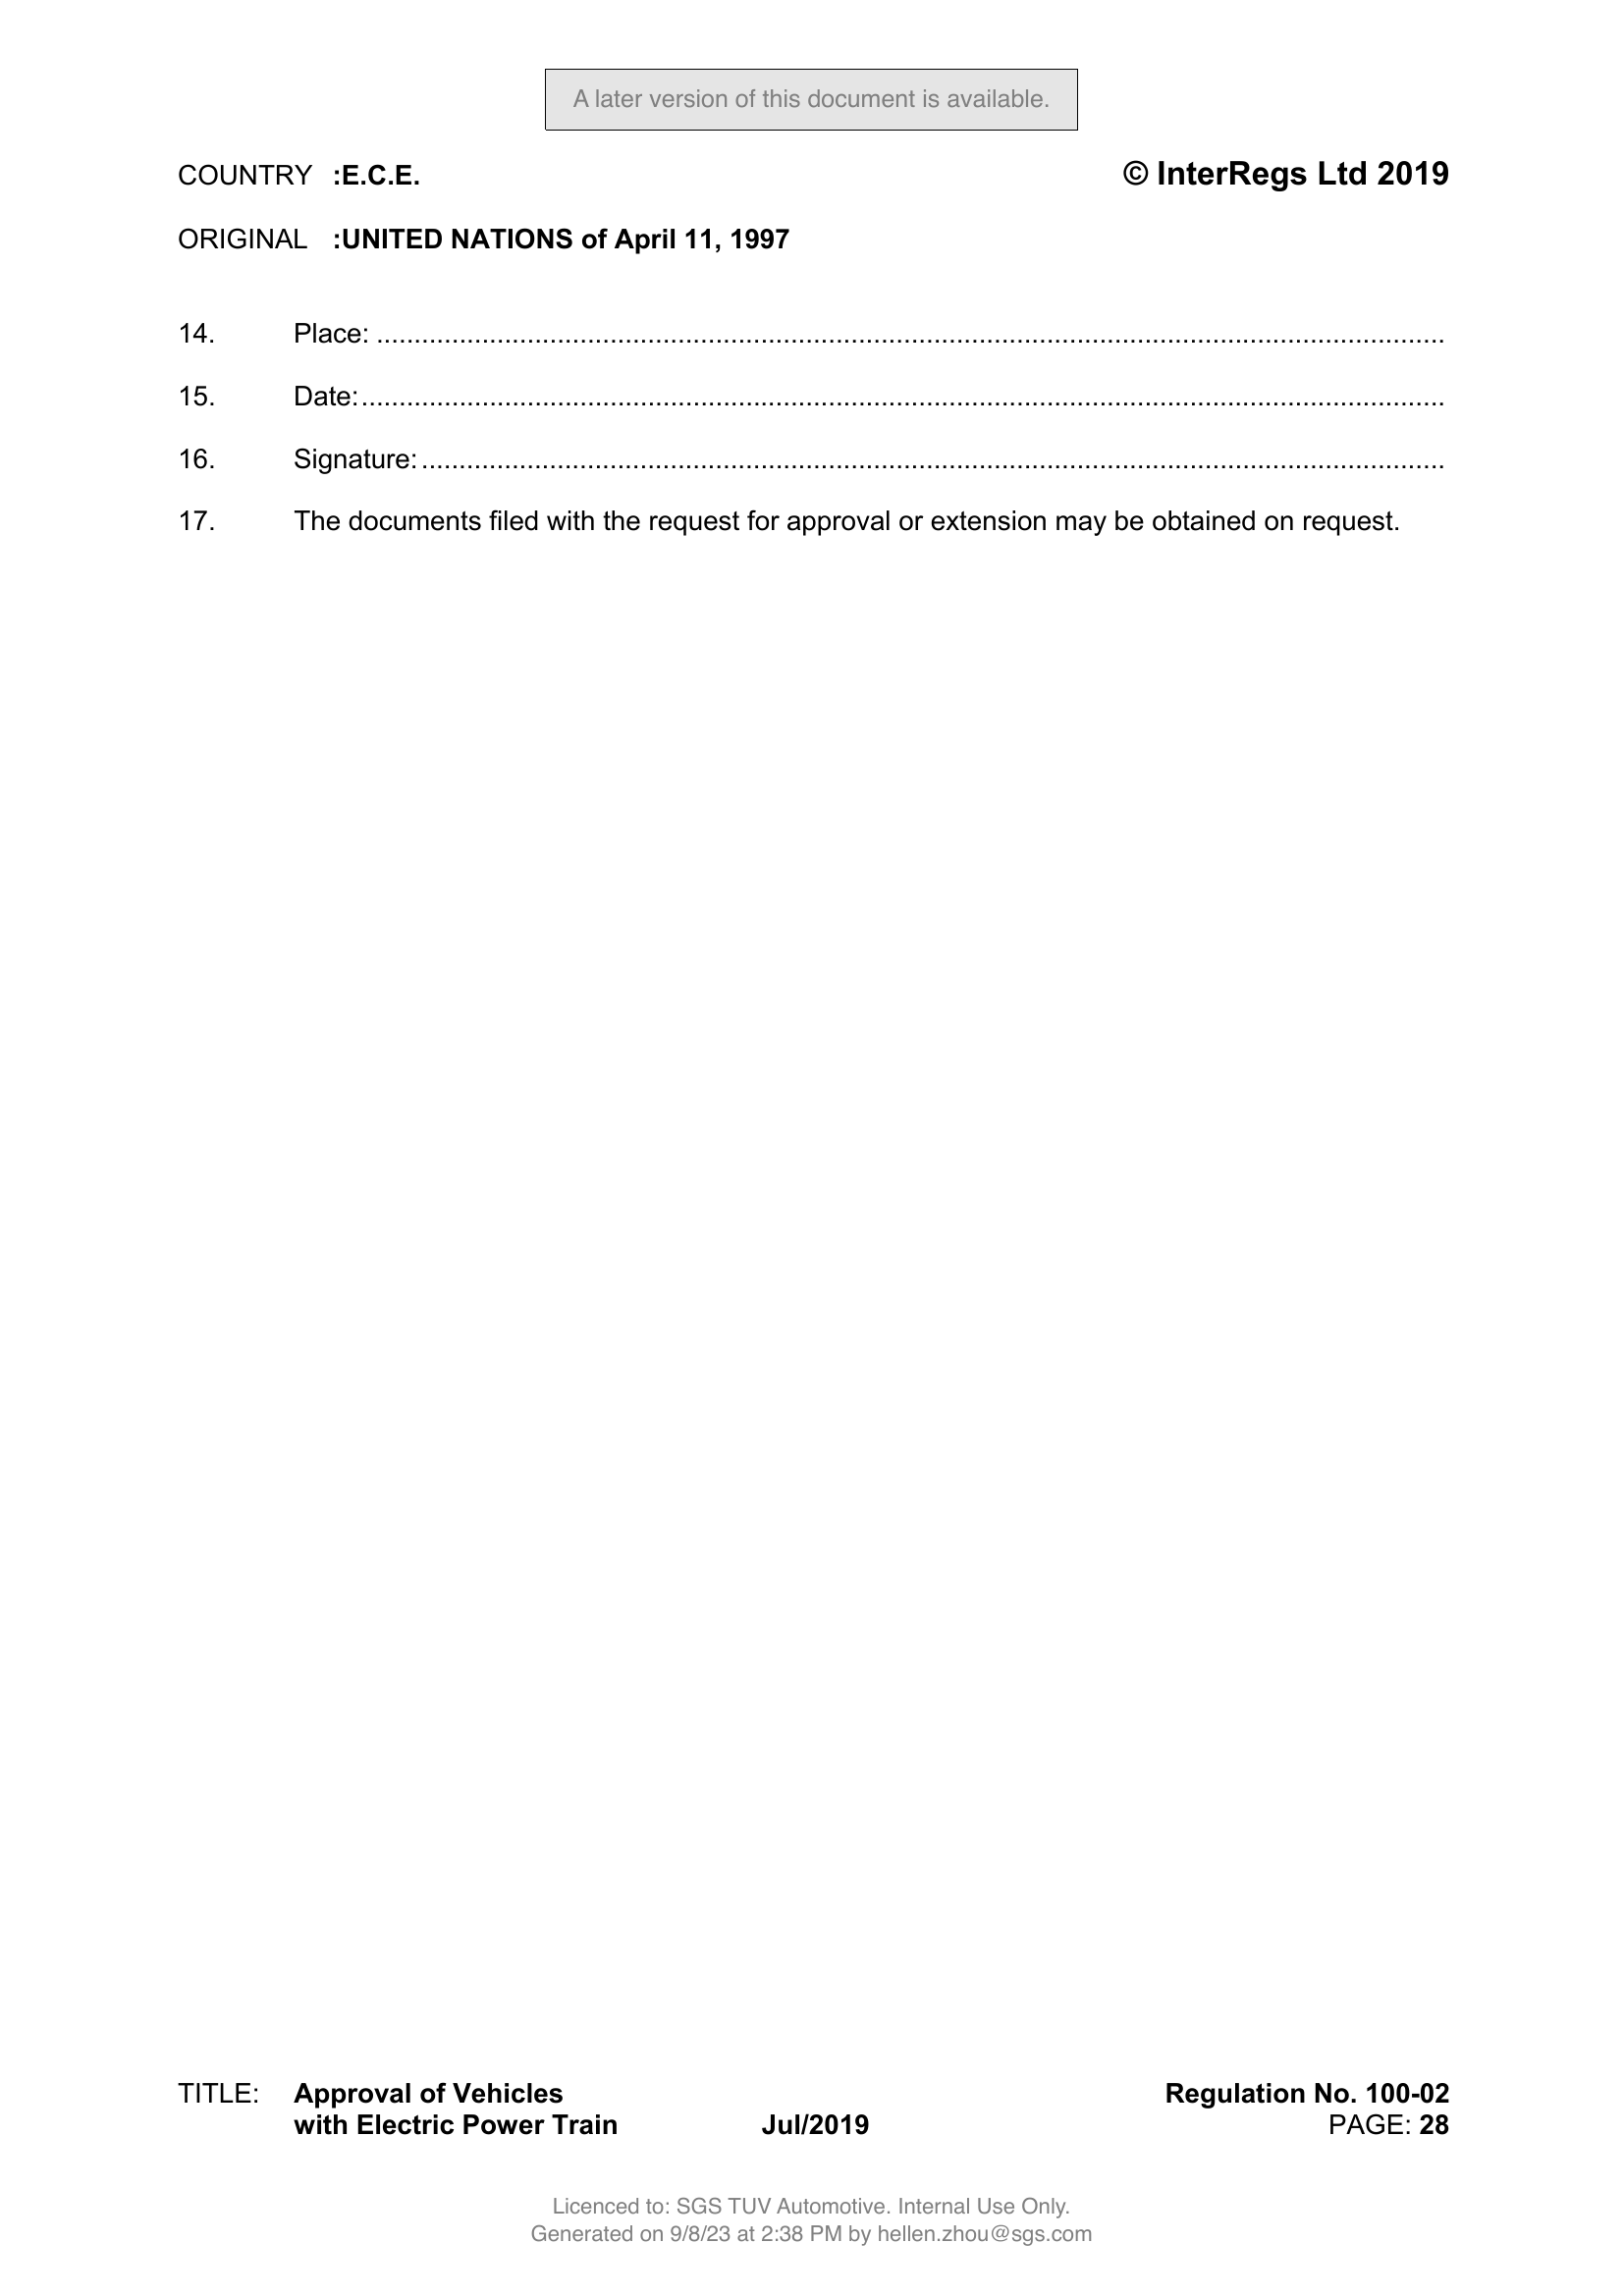 A later version of this document is available.
COUNTRY :E.C.E. © InterRegs Ltd 2019
ORIGINAL :UNITED NATIONS of April 11, 1997
14. Place: ..........................................................................................................................................
15. Date:............................................................................................................................................
16. Signature:....................................................................................................................................
17. The documents filed with the request for approval or extension may be obtained on request.
TITLE: Approval of Vehicles Regulation No. 100-02
with Electric Power Train Jul/2019 PAGE: 28
Licenced to: SGS TUV Automotive. Internal Use Only.
Generated on 9/8/23 at 2:38 PM by hellen.zhou@sgs.com